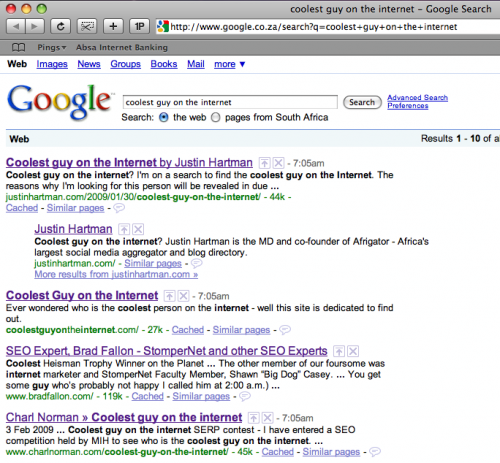 coolest guy on the internet – Google Search
1P
http://www.google.co.za/search?q=coolest+guy+on+the+internet
Pings ▾ Absa Internet Banking
Web Images News Groups Books Mail more ▼
Google™
coolest guy on the internet
Search
Advanced Search
Preferences
Search: the web pages from South Africa
Web Results 1 - 10 of a
Coolest guy on the Internet by Justin Hartman - 7:05am
Coolest guy on the internet? I'm on a search to find the coolest guy on the Internet. The
reasons why I'm looking for this person will be revealed in due ...
justinhartman.com/2009/01/30/coolest-guy-on-the-internet/ - 44k -
Cached - Similar pages -
Justin Hartman
Coolest guy on the internet? Justin Hartman is the MD and co-founder of Afrigator - Africa's
largest social media aggregator and blog directory.
justinhartman.com/ - Similar pages -
More results from justinhartman.com »
Coolest Guy on the Internet - 7:05am
Ever wondered who is the coolest person on the internet - well this site is dedicated to find
out.
coolestguyontheinternet.com/ - 27k - Cached - Similar pages -
SEO Expert, Brad Fallon - StomperNet and other SEO Experts
Coolest Heisman Trophy Winner on the Planet ... The other member of our foursome was
internet marketer and StomperNet Faculty Member, Shawn "Big Dog" Casey. ... You get
some guy who's probably not happy I called him at 2:00 a.m.) ...
www.bradfallon.com/ - 119k - Cached - Similar pages -
Charl Norman » Coolest guy on the internet - 7:05am
3 Feb 2009 ... Coolest guy on the internet SERP contest - I have entered a SEO
competition held by MIH to see who is the coolest guy on the internet. ...
www.charlnorman.com/coolest-guy-on-the-internet/ - 45k - Cached - Similar pages -